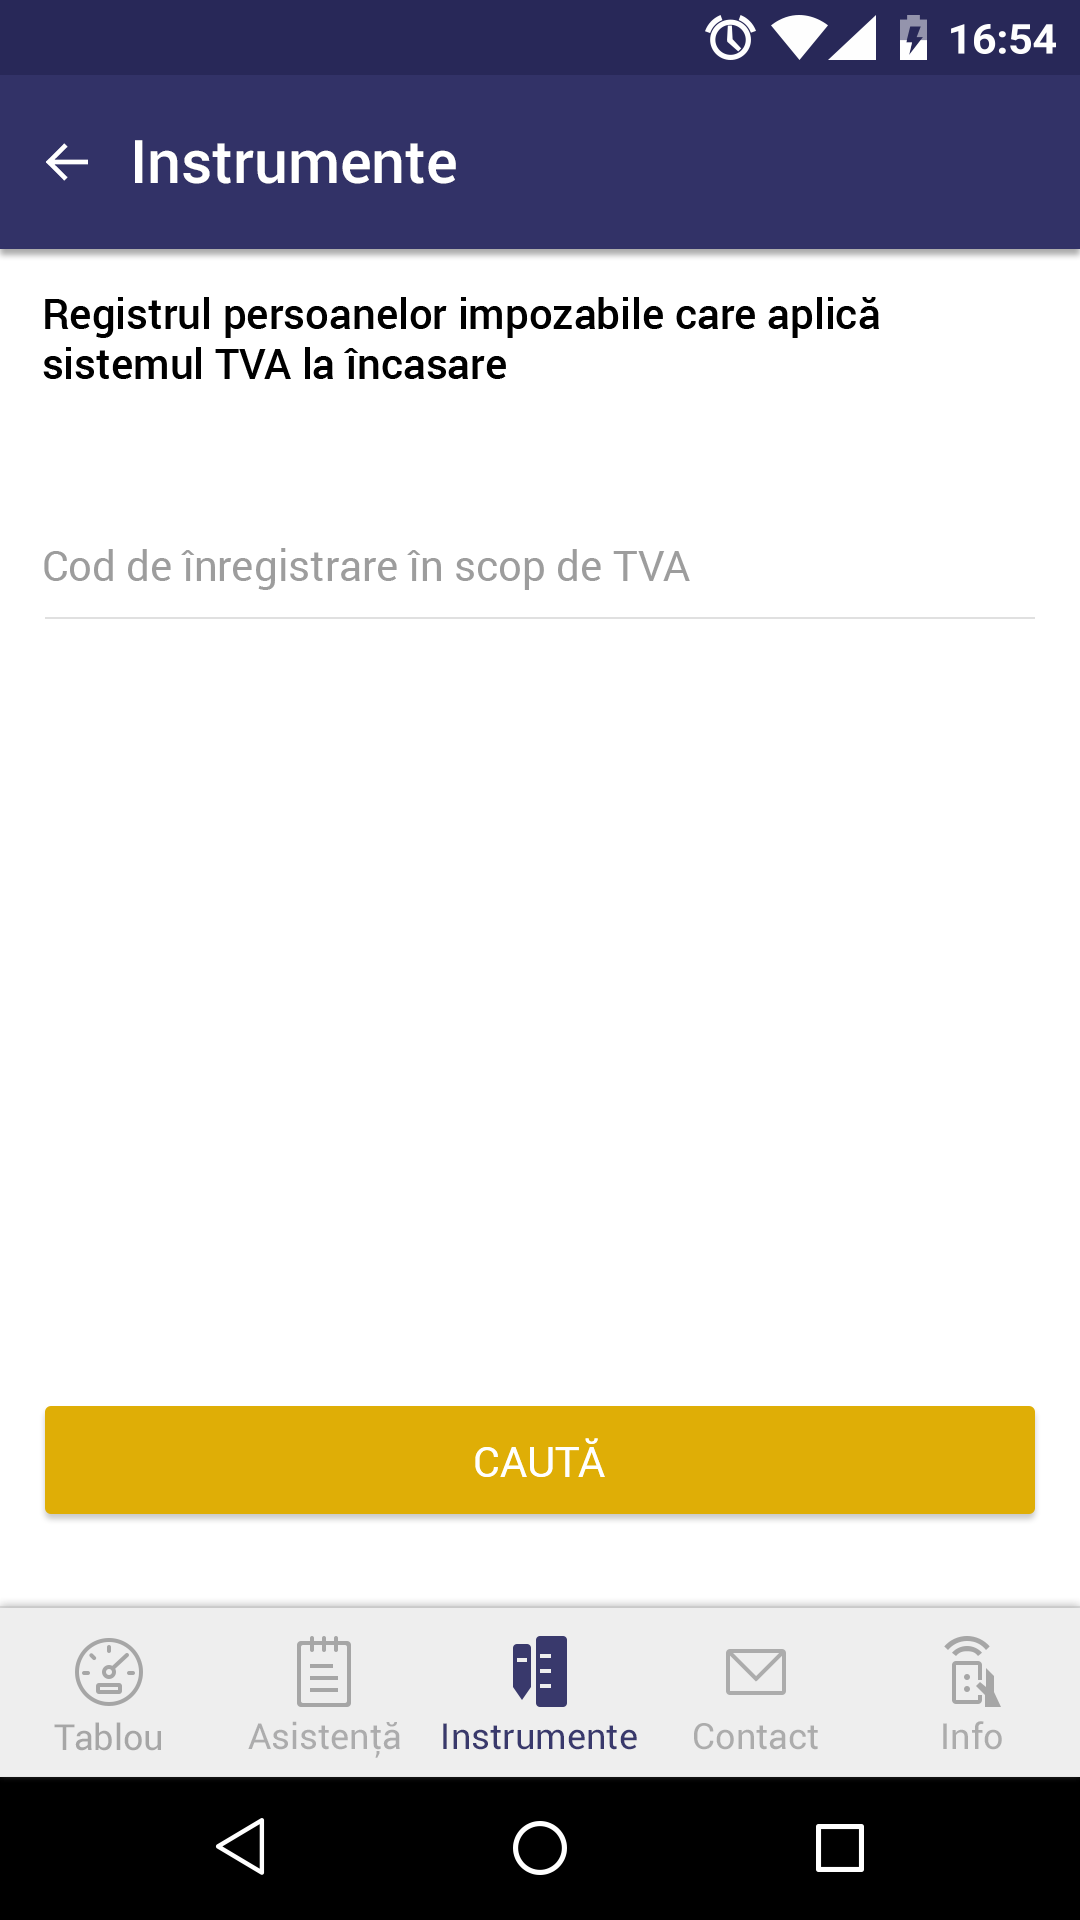 16:54
Instrumente
Registrul persoanelor impozabile care aplică
sistemul TVA la încasare
Cod de înregistrare în scop de TVA
CAUTĂ
Tablou
Asistență
Instrumente
Contact
Info